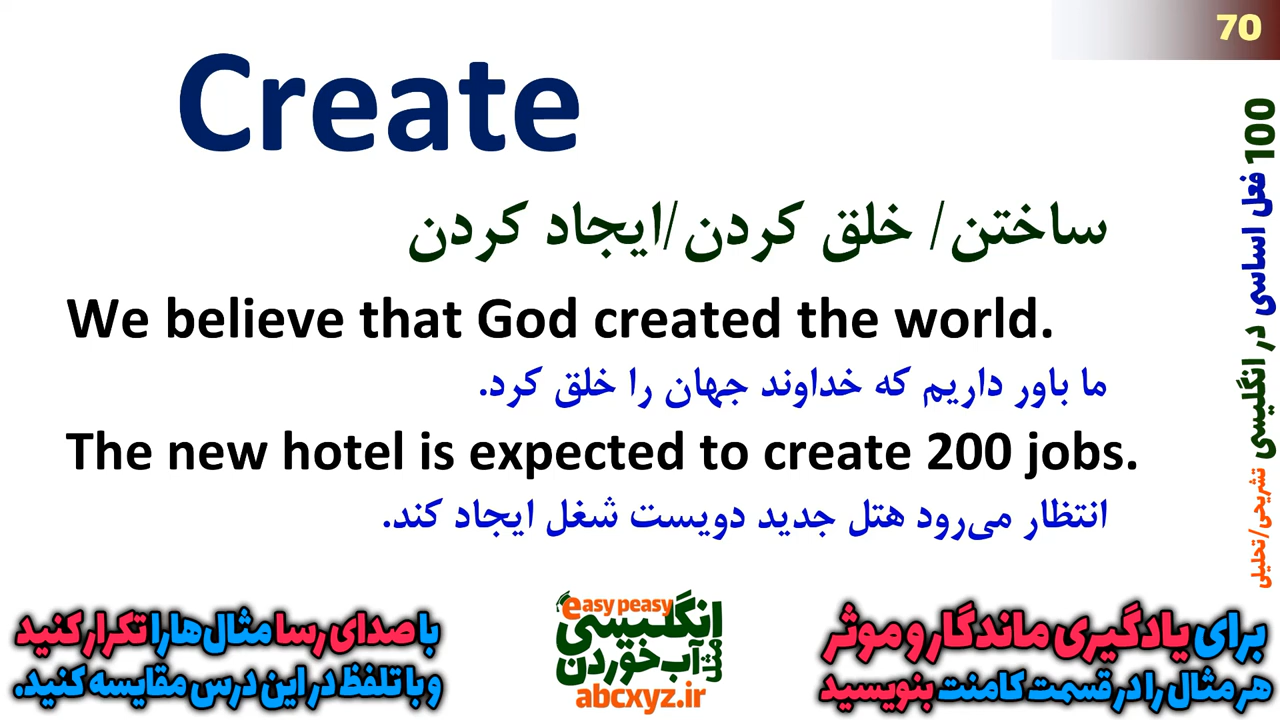 70
Create
ساختن/ خلق کردن/ایجاد کردن
We believe that God created the world.
ما باور داریم که خداوند جهان را خلق کرد.
The new hotel is expected to create 200 jobs.
انتظار می‌رود هتل جدید دویست شغل ایجاد کند.
100 فعل اساسی در انگلیسی تشریحی/تحلیلی
برای یادگیری ماندگار و موثر
هر مثال را در قسمت کامنت بنویسید
easy peasy
انگلیسی
مثل آب خوردن
abcxyz.ir
با صدای رسا مثال‌ها را تکرار کنید
و با تلفظ در این درس مقایسه کنید.